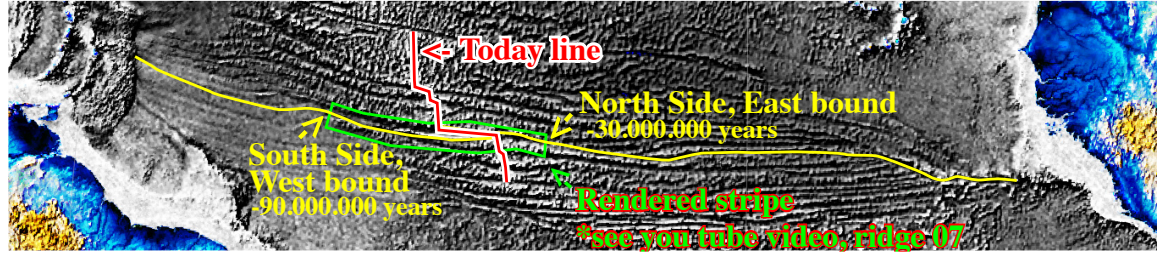 <- Today line
North Side, East bound
-30.000.000 years
South Side,
West bound
-90.000.000 years
Rendered stripe
*see you tube video, ridge 07